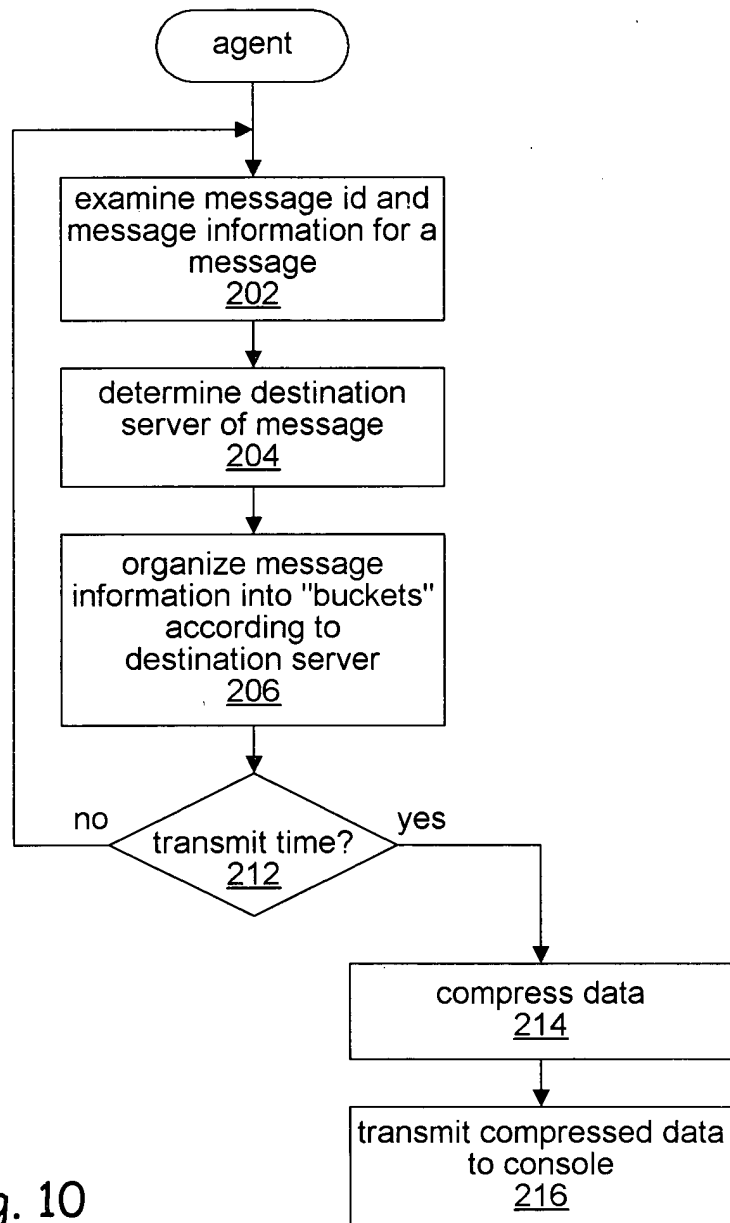 agent
examine message id and
message information for a
message
202
determine destination
server of message
204
organize message
information into "buckets"
according to
destination server
206
no
yes
transmit time?
212
compress data
214
transmit compressed data
to console
216
g. 10